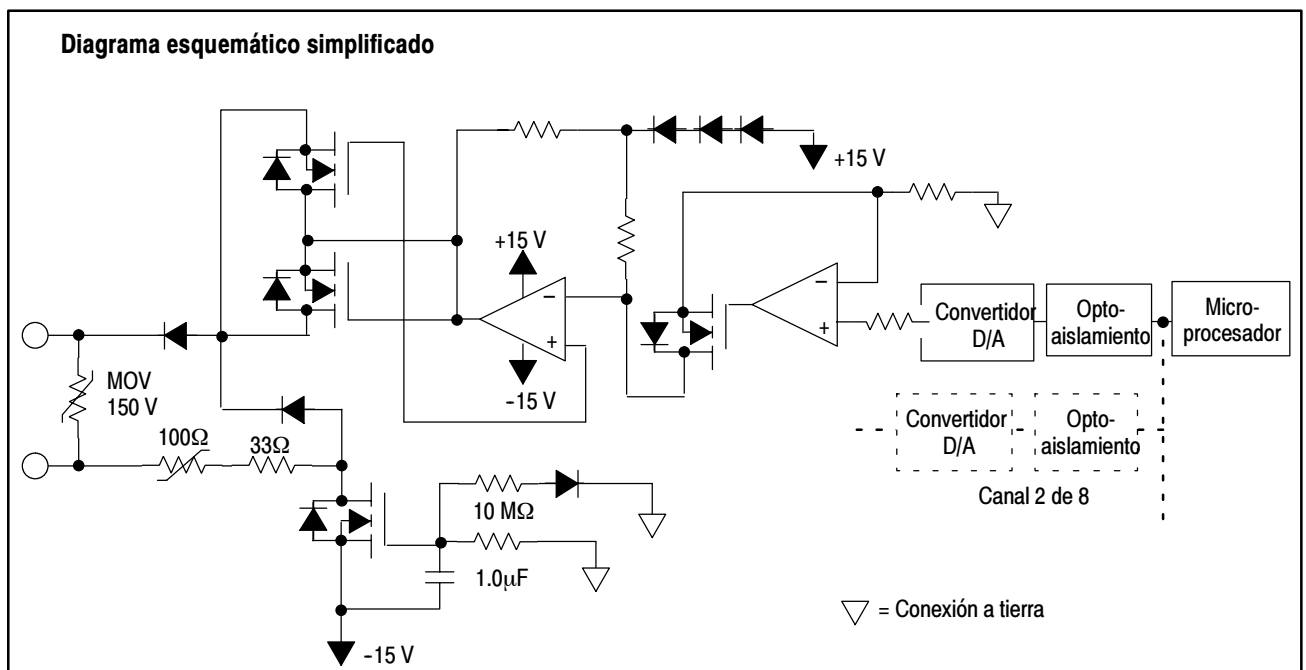 Diagrama esquemático simplificado
+15 V
+15 V
-15 V
−
+
−
+
Convertidor
D/A
Opto-
aislamiento
Micro-
procesador
MOV
150 V
100Ω
33Ω
Convertidor
D/A
Opto-
aislamiento
Canal 2 de 8
10 MΩ
1.0µF
-15 V
= Conexión a tierra